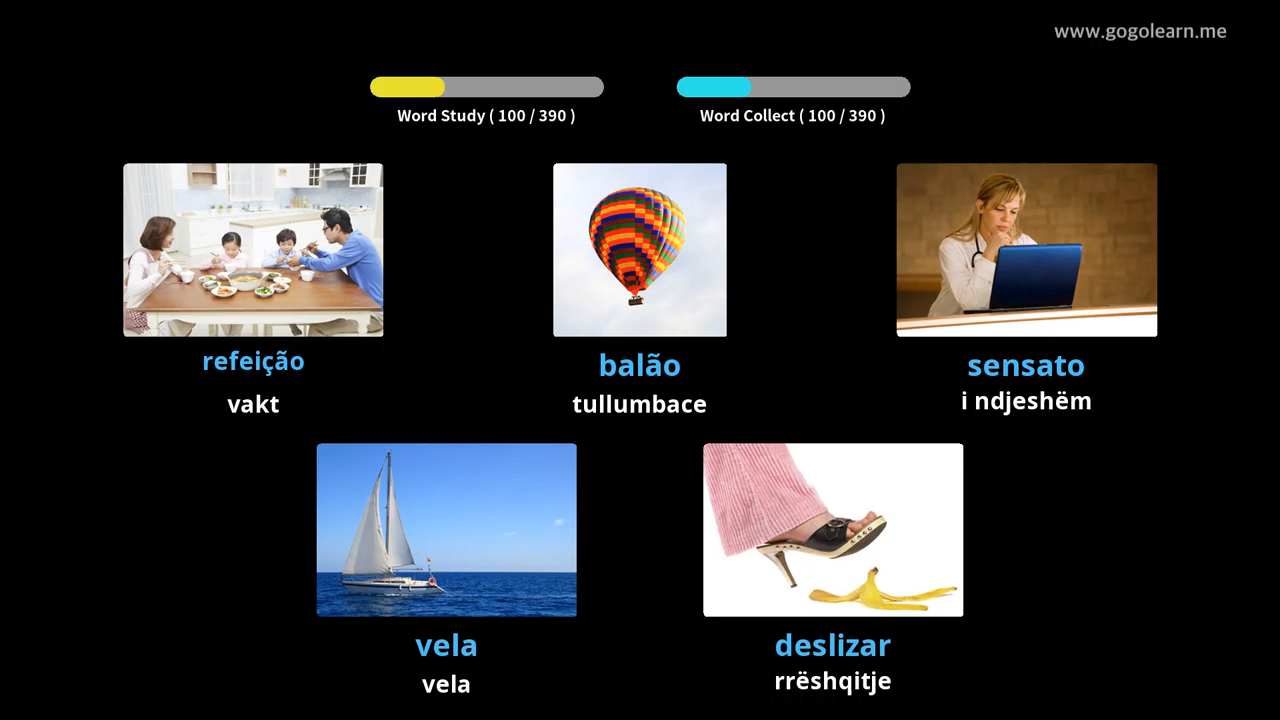 www.gogolearn.me
Word Study ( 100 / 390 )
Word Collect ( 100 / 390 )
refeição
vakt
balão
tullumbace
sensato
i ndjeshëm
vela
vela
deslizar
rrëshqitje